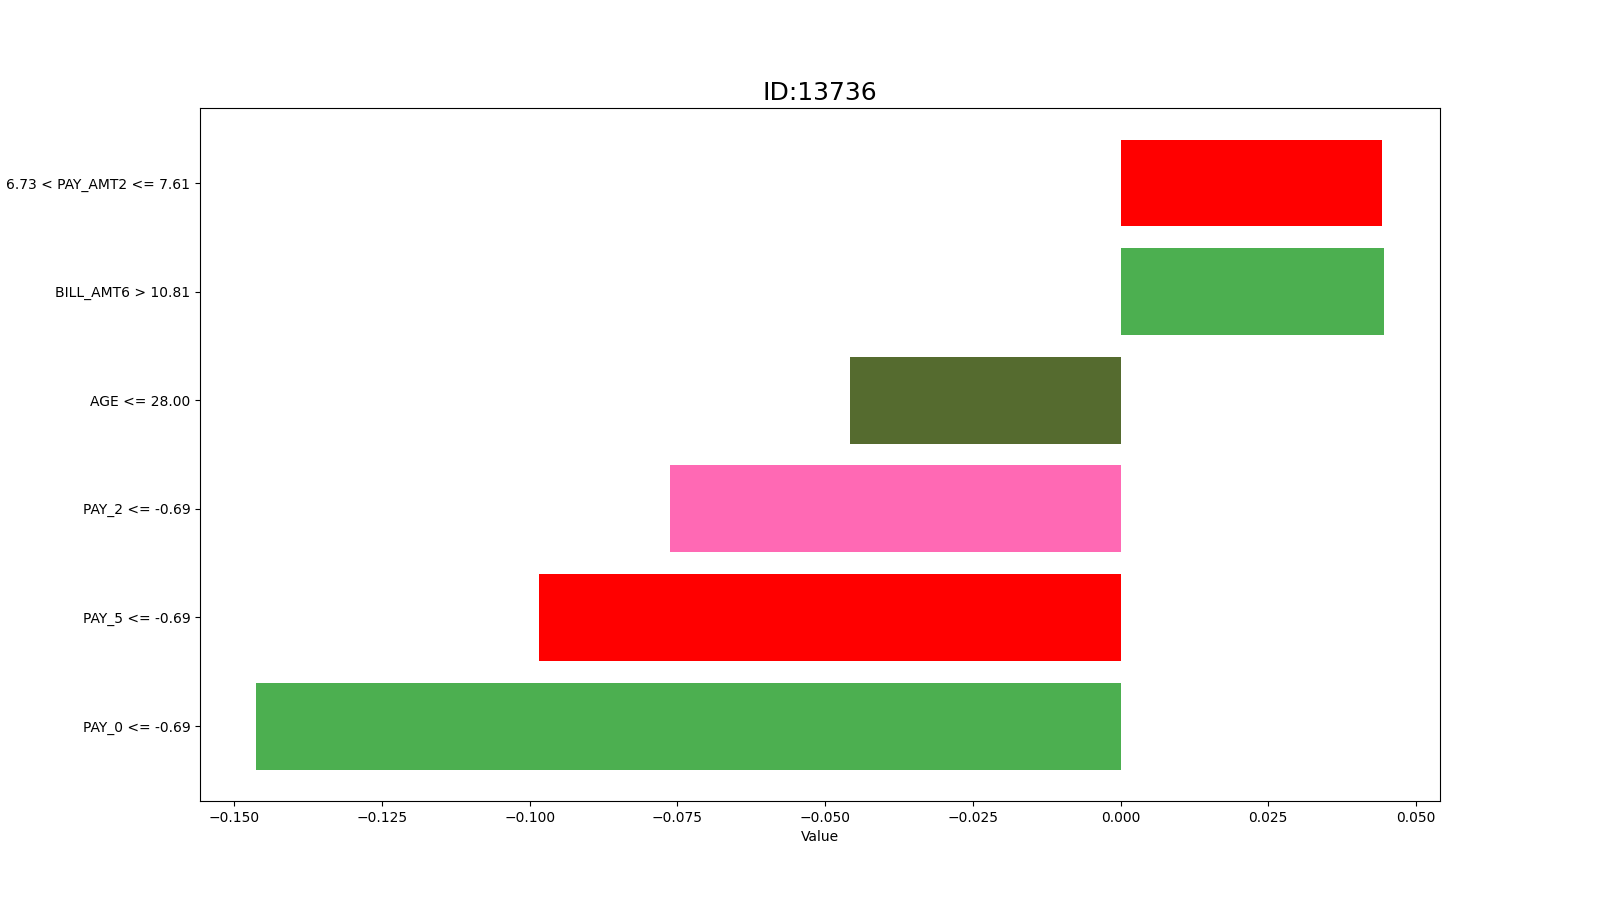 ID:13736
6.73 < PAY_AMT2 <= 7.61
BILL_AMT6 > 10.81
AGE <= 28.00
PAY_2 <= -0.69
PAY_5 <= -0.69
PAY_0 <= -0.69
−0.150 −0.125 −0.100 −0.075 −0.050 −0.025 0.000 0.025 0.050
Value